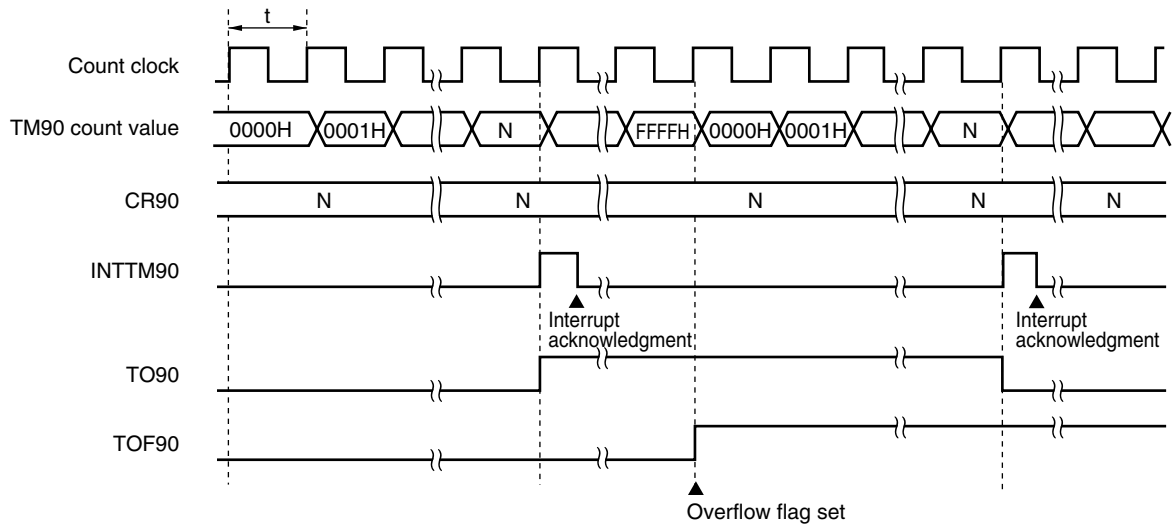 t
Count clock
TM90 count value 0000H 0001H N FFFFH 0000H 0001H N
CR90 N N N N N
INTTM90
Interrupt
acknowledgment
Interrupt
acknowledgment
TO90
TOF90
Overflow flag set